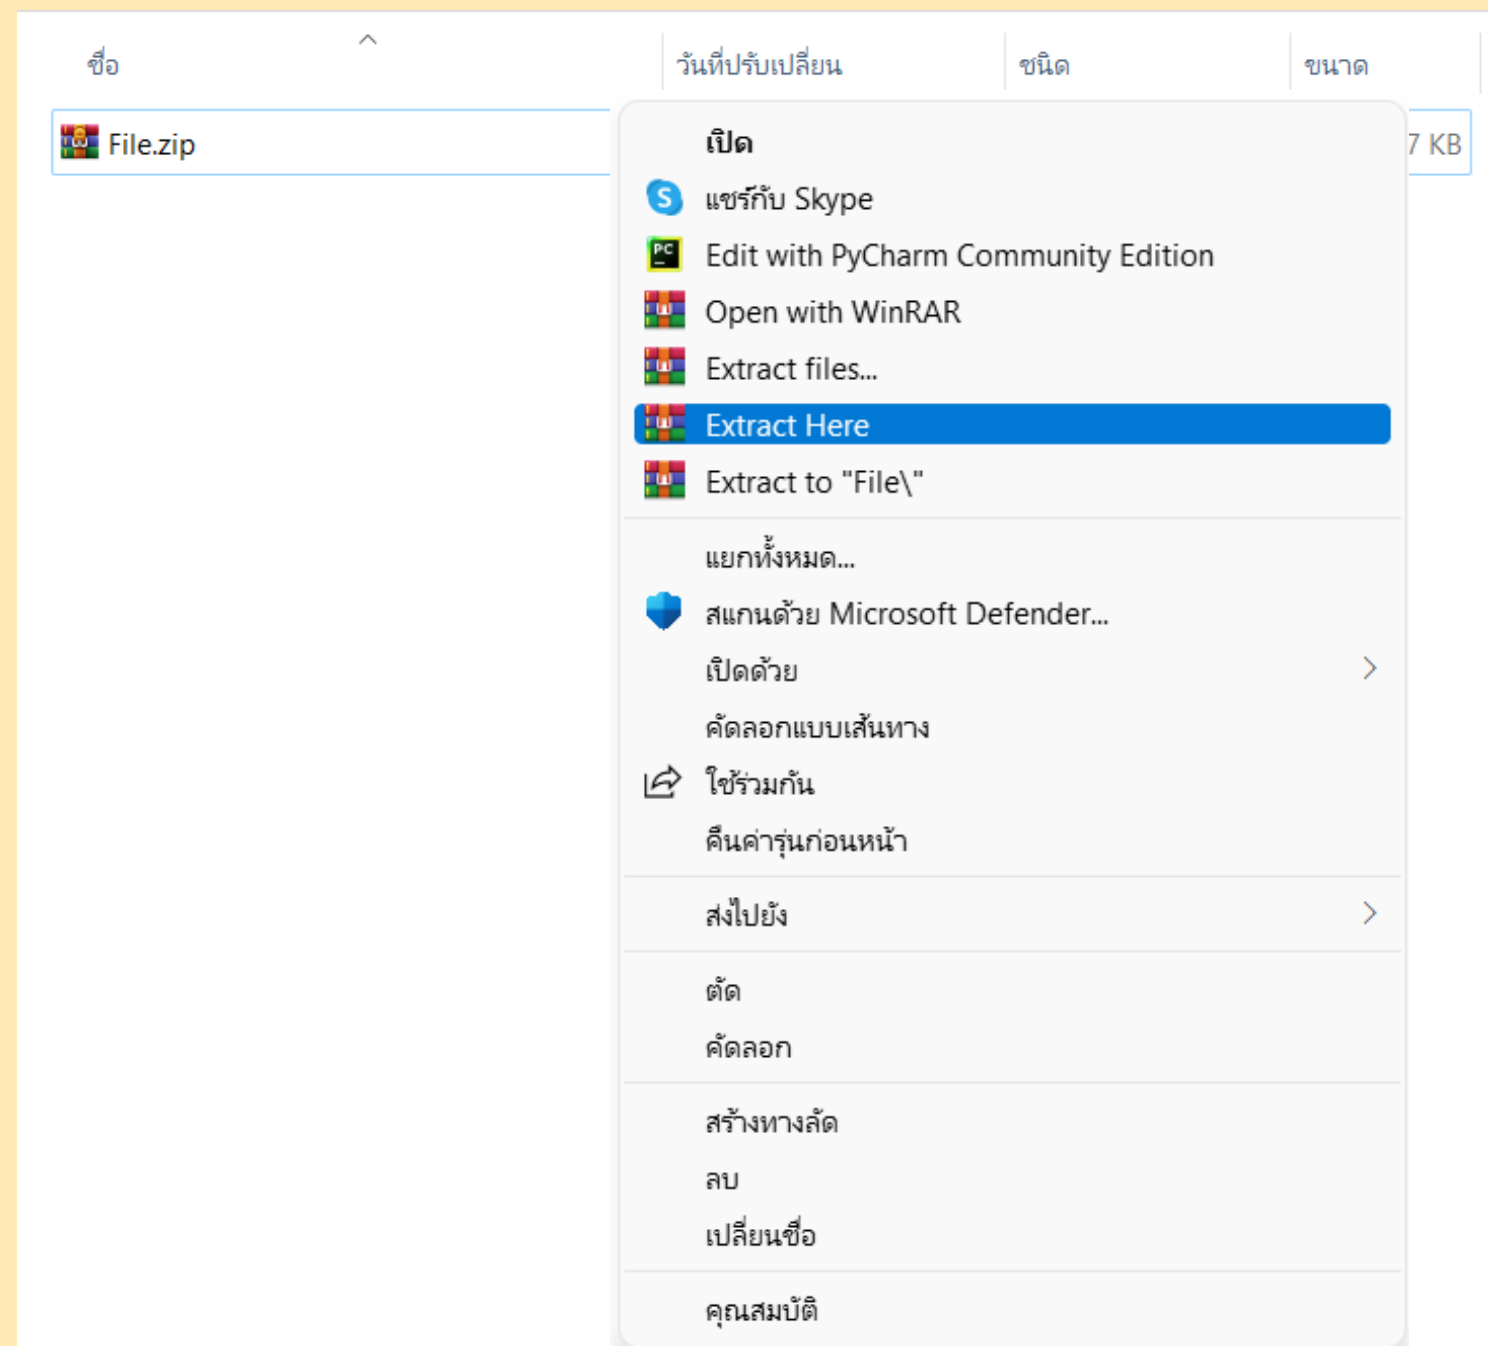 ชื่อ วันที่ปรับเปลี่ยน ชนิด ขนาด
File.zip 7 KB
เปิด
แชร์กับ Skype
Edit with PyCharm Community Edition
Open with WinRAR
Extract files...
Extract Here
Extract to "File\"
แยกทั้งหมด...
สแกนด้วย Microsoft Defender...
เปิดด้วย
คัดลอกแบบเส้นทาง
ใช้ร่วมกัน
คืนค่ารุ่นก่อนหน้า
ส่งไปยัง
ตัด
คัดลอก
สร้างทางลัด
ลบ
เปลี่ยนชื่อ
คุณสมบัติ